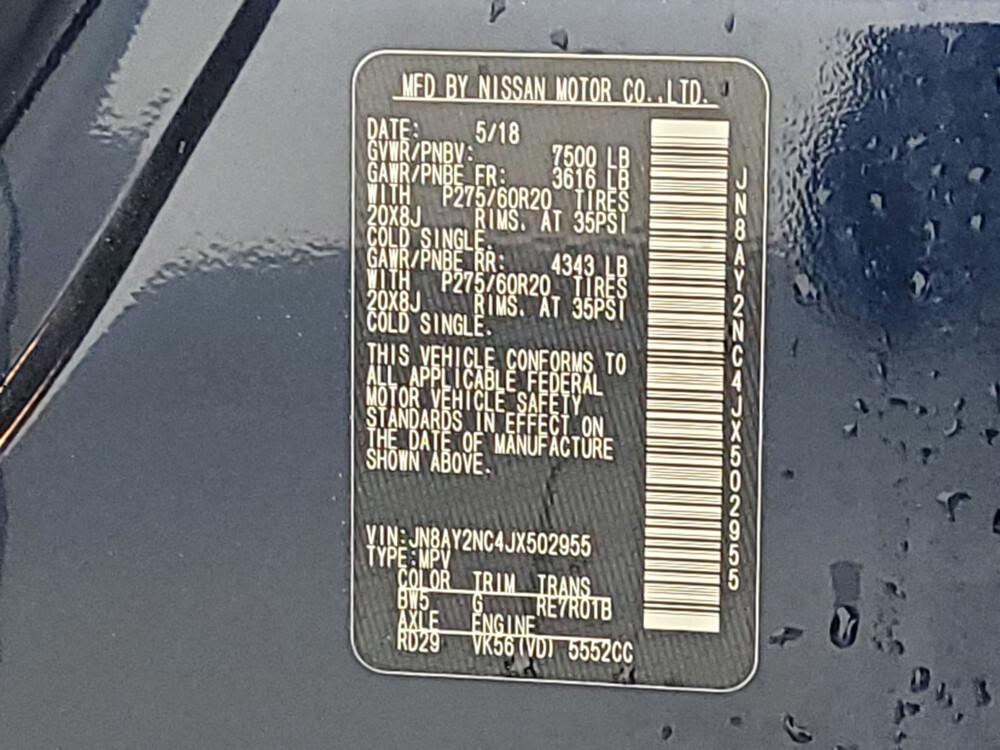 MFD BY NISSAN MOTOR CO.,LTD.
DATE: 5/18
GVWR/PNBV: 7500 LB
GAWR/PNBE FR: 3616 LB
WITH P275/60R20 TIRES
20X8J RIMS. AT 35PSI
COLD SINGLE.
GAWR/PNBE RR: 4343 LB
WITH P275/60R20 TIRES
20X8J RIMS. AT 35PSI
COLD SINGLE.
THIS VEHICLE CONFORMS TO
ALL APPLICABLE FEDERAL
MOTOR VEHICLE SAFETY
STANDARDS IN EFFECT ON
THE DATE OF MANUFACTURE
SHOWN ABOVE.
VIN:JN8AY2NC4JX502955
TYPE:MPV
COLOR TRIM TRANS
BW5 G RE7R01B
AXLE ENGINE
RD29 VK56(VD) 5552CC
JN8AY2NC4JX502955